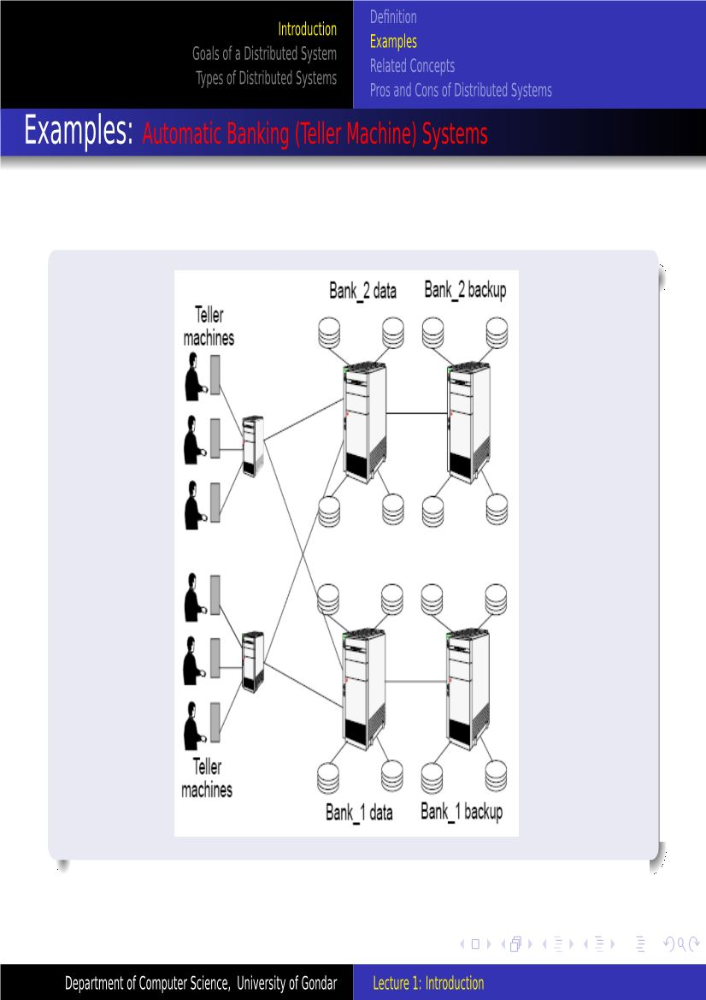 Introduction
Goals of a Distributed System
Types of Distributed Systems
Definition
Examples
Related Concepts
Pros and Cons of Distributed Systems
Examples: Automatic Banking (Teller Machine) Systems
Bank_2 data
Bank_2 backup
Teller
machines
Teller
machines
Bank_1 data
Bank_1 backup
Department of Computer Science, University of Gondar
Lecture 1: Introduction